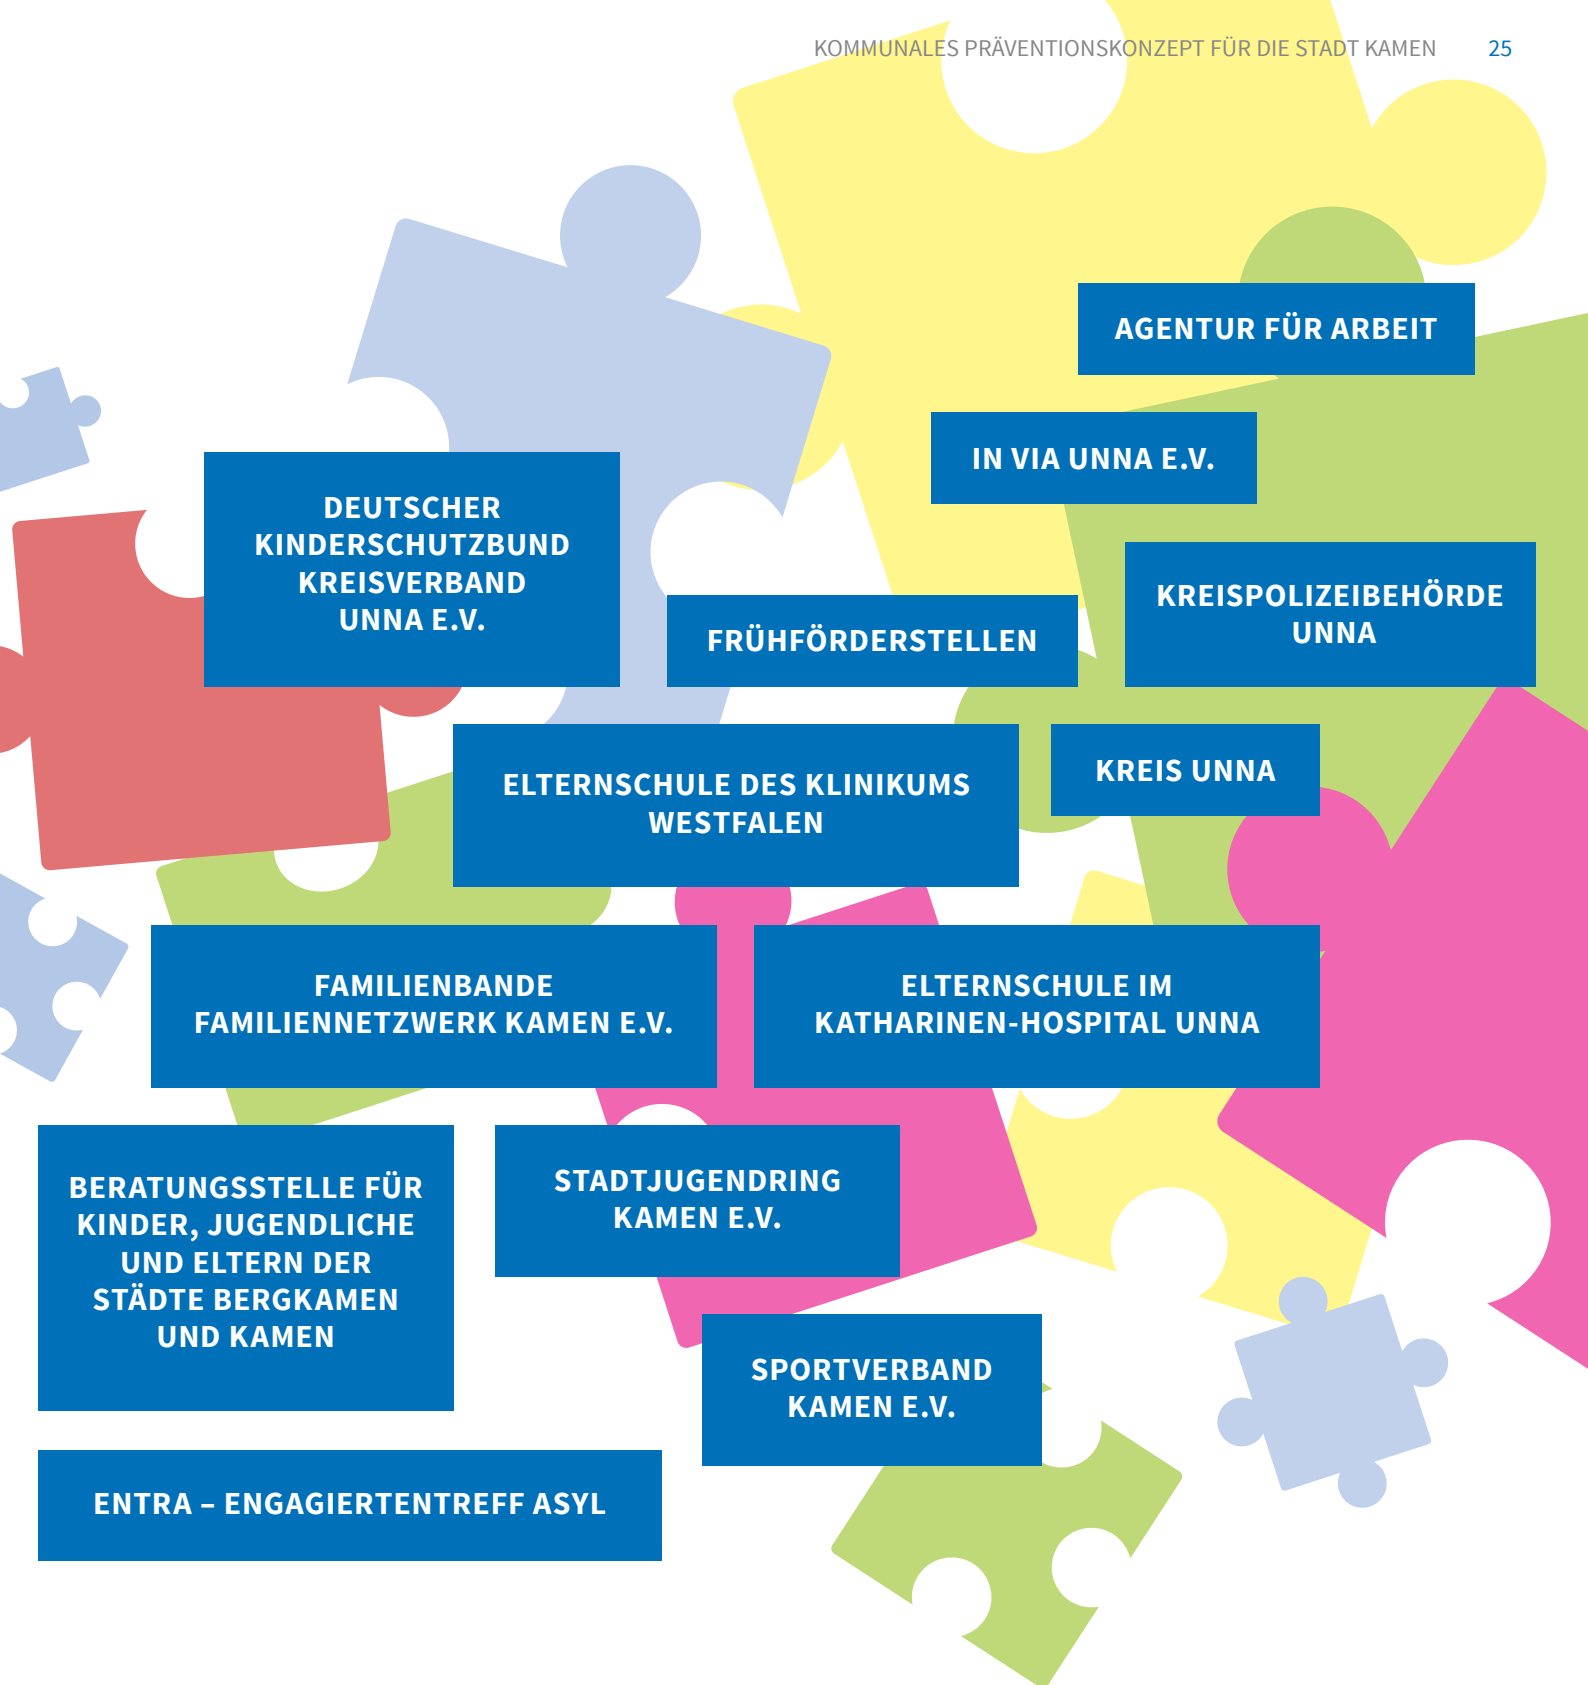 KOMMUNALES PRÄVENTIONSKONZEPT FÜR DIE STADT KAMEN 25
AGENTUR FÜR ARBEIT
IN VIA UNNA E.V.
DEUTSCHER
KINDERSCHUTZBUND
KREISVERBAND
UNNA E.V.
KREISPOLIZEIBEHÖRDE
UNNA
FRÜHFÖRDERSTELLEN
ELTERNSCHULE DES KLINIKUMS
WESTFALEN
KREIS UNNA
FAMILIENBANDE
FAMILIENNETZWERK KAMEN E.V.
ELTERNSCHULE IM
KATHARINEN-HOSPITAL UNNA
BERATUNGSSTELLE FÜR
KINDER, JUGENDLICHE
UND ELTERN DER
STÄDTE BERGKAMEN
UND KAMEN
STADTJUGENDRING
KAMEN E.V.
SPORTVERBAND
KAMEN E.V.
ENTRA – ENGAGIERTENTREFF ASYL